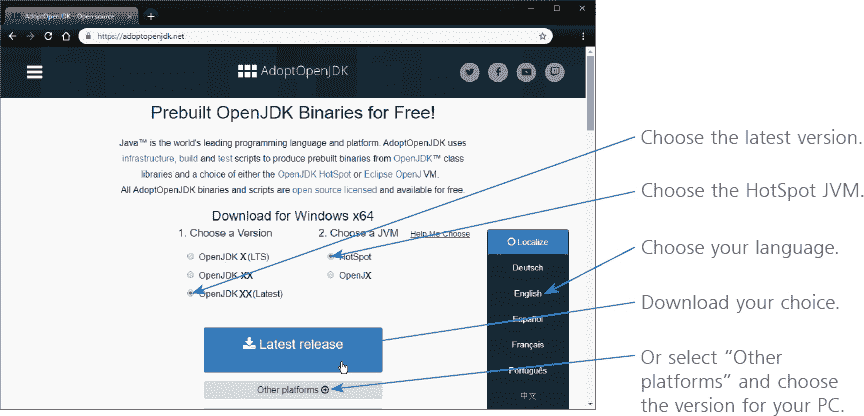 AdoptOpenJDK - Open source
https://adoptopenjdk.net
AdoptOpenJDK
Prebuilt OpenJDK Binaries for Free!
Java™ is the world's leading programming language and platform. AdoptOpenJDK uses
infrastructure, build and test scripts to produce prebuilt binaries from OpenJDK™ class
libraries and a choice of either the OpenJDK HotSpot or Eclipse OpenJ VM.
All AdoptOpenJDK binaries and scripts are open source licensed and available for free.
Download for Windows x64
1. Choose a Version
2. Choose a JVM
Help Me Choose
OpenJDK X (LTS)
OpenJDK XX
OpenJDK XX (Latest)
HotSpot
OpenJX
Latest release
Other platforms
Localize
Deutsch
English
Español
Français
Português
中文
Choose the latest version.
Choose the HotSpot JVM.
Choose your language.
Download your choice.
Or select “Other
platforms” and choose
the version for your PC.